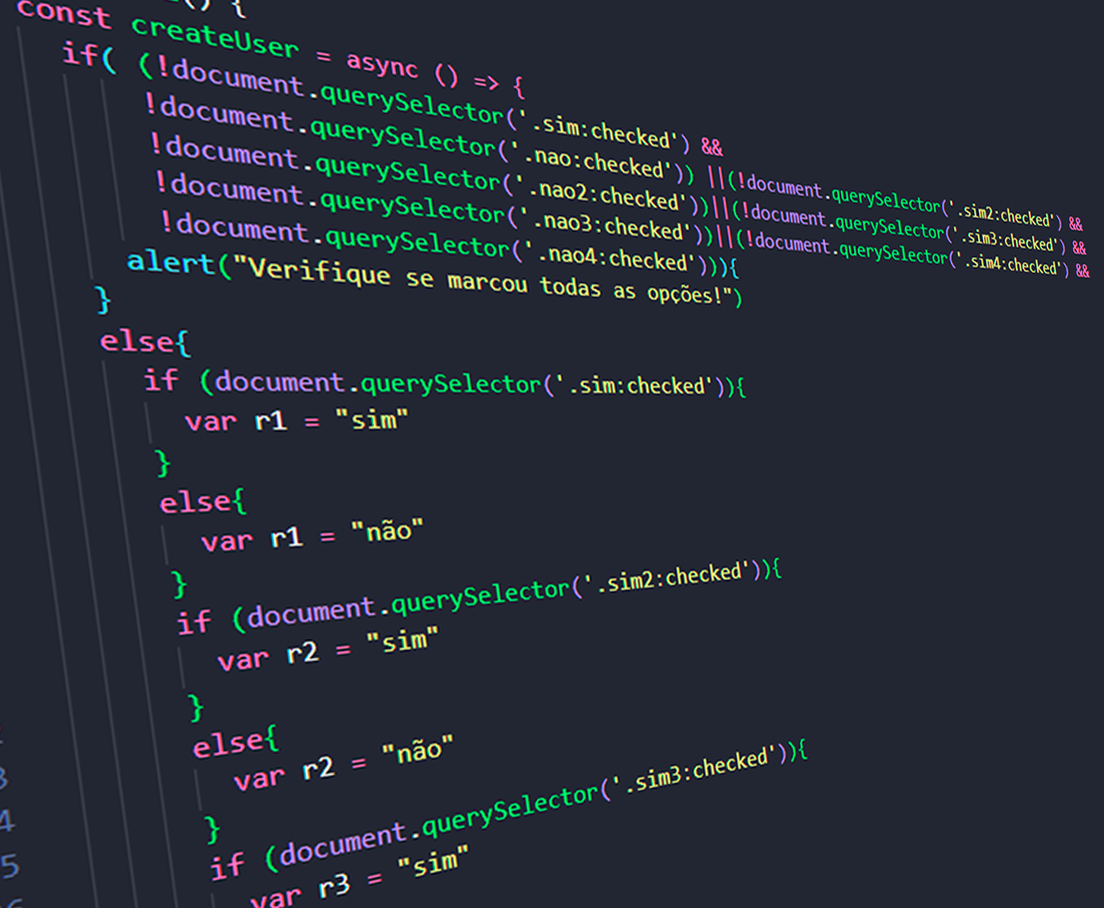 () {
const createUser = async () => {
if( (!document.querySelector('.sim:checked') &&
!document.querySelector('.nao:checked')) ||(!document.querySelector('.sim2:checked') &&
!document.querySelector('.nao2:checked'))||(!document.querySelector('.sim3:checked') &&
!document.querySelector('.nao3:checked'))||(!document.querySelector('.sim4:checked') &&
!document.querySelector('.nao4:checked'))){
alert("Verifique se marcou todas as opções!")
}
else{
if (document.querySelector('.sim:checked')){
var r1 = "sim"
}
else{
var r1 = "não"
}
if (document.querySelector('.sim2:checked')){
var r2 = "sim"
}
else{
3 var r2 = "não"
4 }
5 if (document.querySelector('.sim3:checked')){
var r3 = "sim"